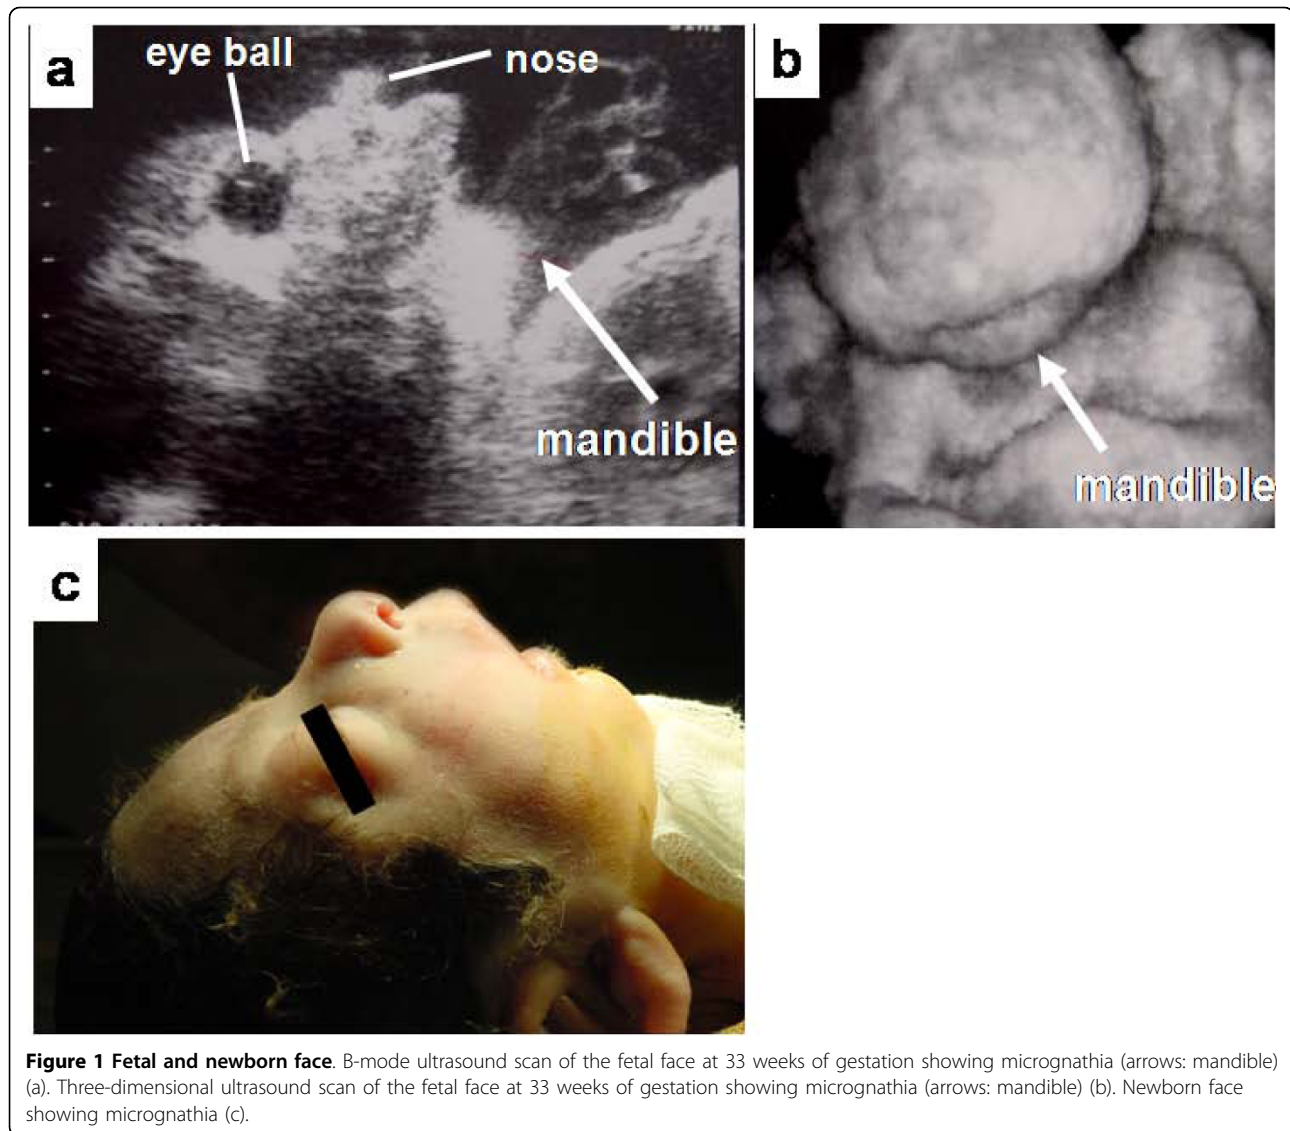 a
eye ball
nose
mandible
b
mandible
c
Figure 1 Fetal and newborn face. B-mode ultrasound scan of the fetal face at 33 weeks of gestation showing micrognathia (arrows: mandible)
(a). Three-dimensional ultrasound scan of the fetal face at 33 weeks of gestation showing micrognathia (arrows: mandible) (b). Newborn face
showing micrognathia (c).